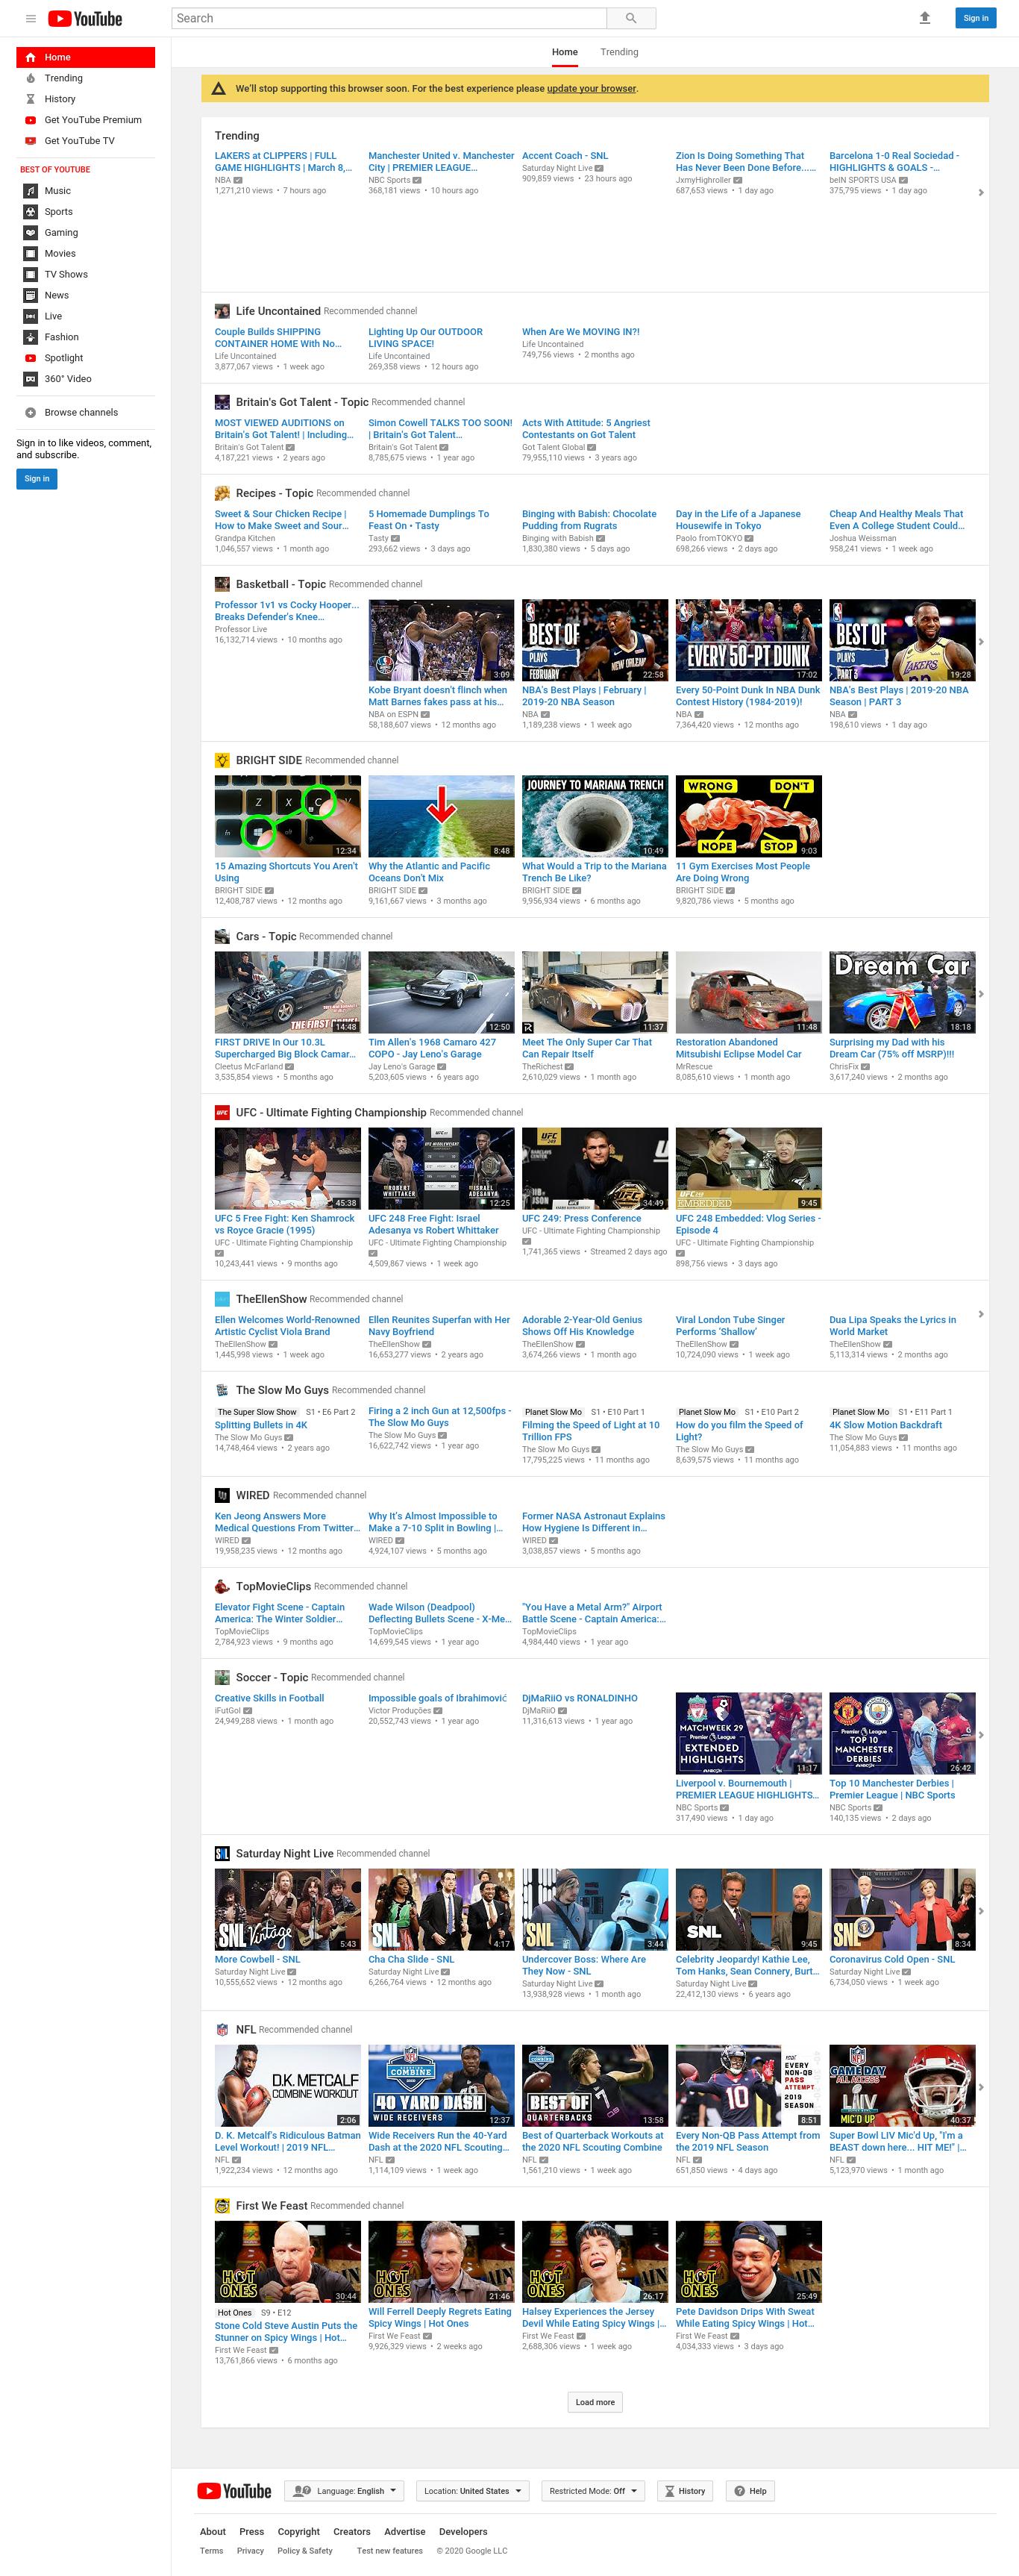 YouTube
Search
Sign in
Home
Trending
History
Get YouTube Premium
Get YouTube TV
BEST OF YOUTUBE
Music
Sports
Gaming
Movies
TV Shows
News
Live
Fashion
Spotlight
360° Video
Browse channels
Sign in to like videos, comment,
and subscribe.
Sign in
Home Trending
We'll stop supporting this browser soon. For the best experience please update your browser.
Trending
LAKERS at CLIPPERS | FULL
GAME HIGHLIGHTS | March 8,...
NBA
1,271,210 views • 7 hours ago
Manchester United v. Manchester
City | PREMIER LEAGUE...
NBC Sports
368,181 views • 10 hours ago
Accent Coach - SNL
Saturday Night Live
909,859 views • 23 hours ago
Zion Is Doing Something That
Has Never Been Done Before......
JxmyHighroller
687,653 views • 1 day ago
Barcelona 1-0 Real Sociedad -
HIGHLIGHTS & GOALS -...
beIN SPORTS USA
375,795 views • 1 day ago
Life Uncontained Recommended channel
Couple Builds SHIPPING
CONTAINER HOME With No...
Life Uncontained
3,877,067 views • 1 week ago
Lighting Up Our OUTDOOR
LIVING SPACE!
Life Uncontained
269,358 views • 12 hours ago
When Are We MOVING IN?!
Life Uncontained
749,756 views • 2 months ago
Britain's Got Talent - Topic Recommended channel
MOST VIEWED AUDITIONS on
Britain's Got Talent! | Including...
Britain's Got Talent
4,187,221 views • 2 years ago
Simon Cowell TALKS TOO SOON!
| Britain's Got Talent...
Britain's Got Talent
8,785,675 views • 1 year ago
Acts With Attitude: 5 Angriest
Contestants on Got Talent
Got Talent Global
79,955,110 views • 3 years ago
Recipes - Topic Recommended channel
Sweet & Sour Chicken Recipe |
How to Make Sweet and Sour...
Grandpa Kitchen
1,046,557 views • 1 month ago
5 Homemade Dumplings To
Feast On • Tasty
Tasty
293,662 views • 3 days ago
Binging with Babish: Chocolate
Pudding from Rugrats
Binging with Babish
1,830,380 views • 5 days ago
Day in the Life of a Japanese
Housewife in Tokyo
Paolo fromTOKYO
698,266 views • 2 days ago
Cheap And Healthy Meals That
Even A College Student Could...
Joshua Weissman
958,241 views • 1 week ago
Basketball - Topic Recommended channel
Professor 1v1 vs Cocky Hooper...
Breaks Defender's Knee...
Professor Live
16,132,714 views • 10 months ago
3:09
Kobe Bryant doesn't flinch when
Matt Barnes fakes pass at his...
NBA on ESPN
58,188,607 views • 12 months ago
BEST OF
PLAYS
FEBRUARY
NEW ORLEANS
22:58
NBA's Best Plays | February |
2019-20 NBA Season
NBA
1,189,238 views • 1 week ago
EVERY 50-PT DUNK
17:02
Every 50-Point Dunk In NBA Dunk
Contest History (1984-2019)!
NBA
7,364,420 views • 12 months ago
BEST OF
PLAYS
PART 3
LAKERS
19:28
NBA's Best Plays | 2019-20 NBA
Season | PART 3
NBA
198,610 views • 1 day ago
BRIGHT SIDE Recommended channel
Z X C V
fn alt
12:34
15 Amazing Shortcuts You Aren't
Using
BRIGHT SIDE
12,408,787 views • 12 months ago
8:48
Why the Atlantic and Pacific
Oceans Don't Mix
BRIGHT SIDE
9,161,667 views • 3 months ago
JOURNEY TO MARIANA TRENCH
10:49
What Would a Trip to the Mariana
Trench Be Like?
BRIGHT SIDE
9,956,934 views • 6 months ago
WRONG DON'T
NOPE STOP
9:03
11 Gym Exercises Most People
Are Doing Wrong
BRIGHT SIDE
9,820,786 views • 5 months ago
Cars - Topic Recommended channel
THE FIRST DRIVE!
14:48
FIRST DRIVE In Our 10.3L
Supercharged Big Block Camar...
Cleetus McFarland
3,535,854 views • 5 months ago
12:50
Tim Allen's 1968 Camaro 427
COPO - Jay Leno's Garage
Jay Leno's Garage
5,203,605 views • 6 years ago
11:37
Meet The Only Super Car That
Can Repair Itself
TheRichest
2,610,029 views • 1 month ago
11:48
Restoration Abandoned
Mitsubishi Eclipse Model Car
MrRescue
8,085,610 views • 1 month ago
Dream Car
18:18
Surprising my Dad with his
Dream Car (75% off MSRP)!!!
ChrisFix
3,617,240 views • 2 months ago
UFC - Ultimate Fighting Championship Recommended channel
45:38
UFC 5 Free Fight: Ken Shamrock
vs Royce Gracie (1995)
UFC - Ultimate Fighting Championship
10,243,441 views • 9 months ago
ROBERT
WHITTAKER
ISRAEL
ADESANYA
12:25
UFC 248 Free Fight: Israel
Adesanya vs Robert Whittaker
UFC - Ultimate Fighting Championship
4,509,867 views • 1 week ago
UFC
249
34:49
UFC 249: Press Conference
UFC - Ultimate Fighting Championship
1,741,365 views • Streamed 2 days ago
EMBEDDED
9:45
UFC 248 Embedded: Vlog Series -
Episode 4
UFC - Ultimate Fighting Championship
898,756 views • 3 days ago
TheEllenShow Recommended channel
Ellen Welcomes World-Renowned
Artistic Cyclist Viola Brand
TheEllenShow
1,445,998 views • 1 week ago
Ellen Reunites Superfan with Her
Navy Boyfriend
TheEllenShow
16,653,277 views • 2 years ago
Adorable 2-Year-Old Genius
Shows Off His Knowledge
TheEllenShow
3,674,266 views • 1 month ago
Viral London Tube Singer
Performs 'Shallow'
TheEllenShow
10,724,090 views • 1 week ago
Dua Lipa Speaks the Lyrics in
World Market
TheEllenShow
5,113,314 views • 2 months ago
The Slow Mo Guys Recommended channel
The Super Slow Show S1 • E6 Part 2
Splitting Bullets in 4K
The Slow Mo Guys
14,748,464 views • 2 years ago
Firing a 2 inch Gun at 12,500fps -
The Slow Mo Guys
The Slow Mo Guys
16,622,742 views • 1 year ago
Planet Slow Mo S1 • E10 Part 1
Filming the Speed of Light at 10
Trillion FPS
The Slow Mo Guys
17,795,225 views • 11 months ago
Planet Slow Mo S1 • E10 Part 2
How do you film the Speed of
Light?
The Slow Mo Guys
8,639,575 views • 11 months ago
Planet Slow Mo S1 • E11 Part 1
4K Slow Motion Backdraft
The Slow Mo Guys
11,054,883 views • 11 months ago
WIRED Recommended channel
Ken Jeong Answers More
Medical Questions From Twitter...
WIRED
19,958,235 views • 12 months ago
Why It's Almost Impossible to
Make a 7-10 Split in Bowling |...
WIRED
4,924,107 views • 5 months ago
Former NASA Astronaut Explains
How Hygiene Is Different in...
WIRED
3,038,857 views • 5 months ago
TopMovieClips Recommended channel
Elevator Fight Scene - Captain
America: The Winter Soldier...
TopMovieClips
2,784,923 views • 9 months ago
Wade Wilson (Deadpool)
Deflecting Bullets Scene - X-Me...
TopMovieClips
14,699,545 views • 1 year ago
"You Have a Metal Arm?" Airport
Battle Scene - Captain America:...
TopMovieClips
4,984,440 views • 1 year ago
Soccer - Topic Recommended channel
Creative Skills in Football
iFutGol
24,949,288 views • 1 month ago
Impossible goals of Ibrahimović
Victor Produções
20,552,743 views • 1 year ago
DjMaRiiO vs RONALDINHO
DjMaRiiO
11,316,613 views • 1 year ago
MATCHWEEK 29
Premier League
EXTENDED
HIGHLIGHTS
11:17
Liverpool v. Bournemouth |
PREMIER LEAGUE HIGHLIGHTS...
NBC Sports
317,490 views • 1 day ago
Premier League
TOP 10
MANCHESTER
DERBIES
26:42
Top 10 Manchester Derbies |
Premier League | NBC Sports
NBC Sports
140,135 views • 2 days ago
Saturday Night Live Recommended channel
SNL Vintage
5:43
More Cowbell - SNL
Saturday Night Live
10,555,652 views • 12 months ago
SNL
4:17
Cha Cha Slide - SNL
Saturday Night Live
6,266,764 views • 12 months ago
SNL
3:44
Undercover Boss: Where Are
They Now - SNL
Saturday Night Live
13,938,928 views • 1 month ago
SNL
9:45
Celebrity Jeopardy! Kathie Lee,
Tom Hanks, Sean Connery, Burt...
Saturday Night Live
22,412,130 views • 6 years ago
SNL
8:34
Coronavirus Cold Open - SNL
Saturday Night Live
6,734,050 views • 1 week ago
NFL Recommended channel
D.K. METCALF
COMBINE WORKOUT
2:06
D. K. Metcalf's Ridiculous Batman
Level Workout! | 2019 NFL...
NFL
1,922,234 views • 12 months ago
COMBINE
40 YARD DASH
WIDE RECEIVERS
12:37
Wide Receivers Run the 40-Yard
Dash at the 2020 NFL Scouting...
NFL
1,114,109 views • 1 week ago
BEST OF
QUARTERBACKS
13:58
Best of Quarterback Workouts at
the 2020 NFL Scouting Combine
NFL
1,561,210 views • 1 week ago
EVERY
NON-QB
PASS
ATTEMPT
2019
SEASON
8:51
Every Non-QB Pass Attempt from
the 2019 NFL Season
NFL
651,850 views • 4 days ago
GAME DAY
ALL ACCESS
LIV
MIC'D UP
40:37
Super Bowl LIV Mic'd Up, "I'm a
BEAST down here... HIT ME!" |...
NFL
5,123,970 views • 1 month ago
First We Feast Recommended channel
HOT ONES
30:44
Hot Ones S9 • E12
Stone Cold Steve Austin Puts the
Stunner on Spicy Wings | Hot...
First We Feast
13,761,866 views • 6 months ago
HOT ONES
21:46
Will Ferrell Deeply Regrets Eating
Spicy Wings | Hot Ones
First We Feast
9,926,329 views • 2 weeks ago
HOT ONES
26:17
Halsey Experiences the Jersey
Devil While Eating Spicy Wings |...
First We Feast
2,688,306 views • 1 week ago
HOT ONES
25:49
Pete Davidson Drips With Sweat
While Eating Spicy Wings | Hot...
First We Feast
4,034,333 views • 3 days ago
Load more
YouTube
Language: English
Location: United States
Restricted Mode: Off
History
Help
About Press Copyright Creators Advertise Developers
Terms Privacy Policy & Safety Test new features © 2020 Google LLC